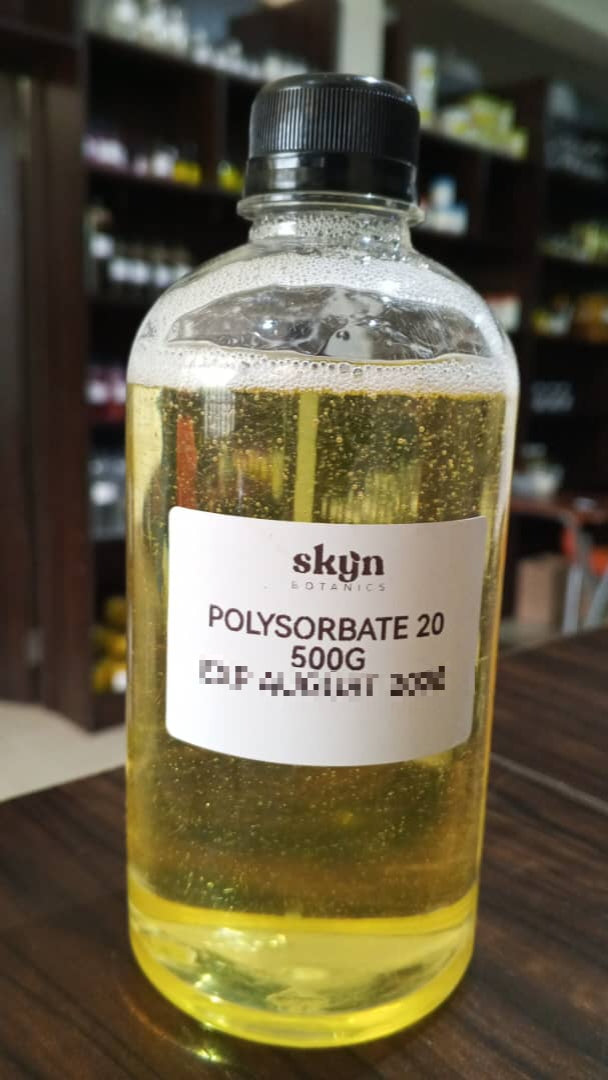 skyn
BOTANICS
POLYSORBATE 20
500G